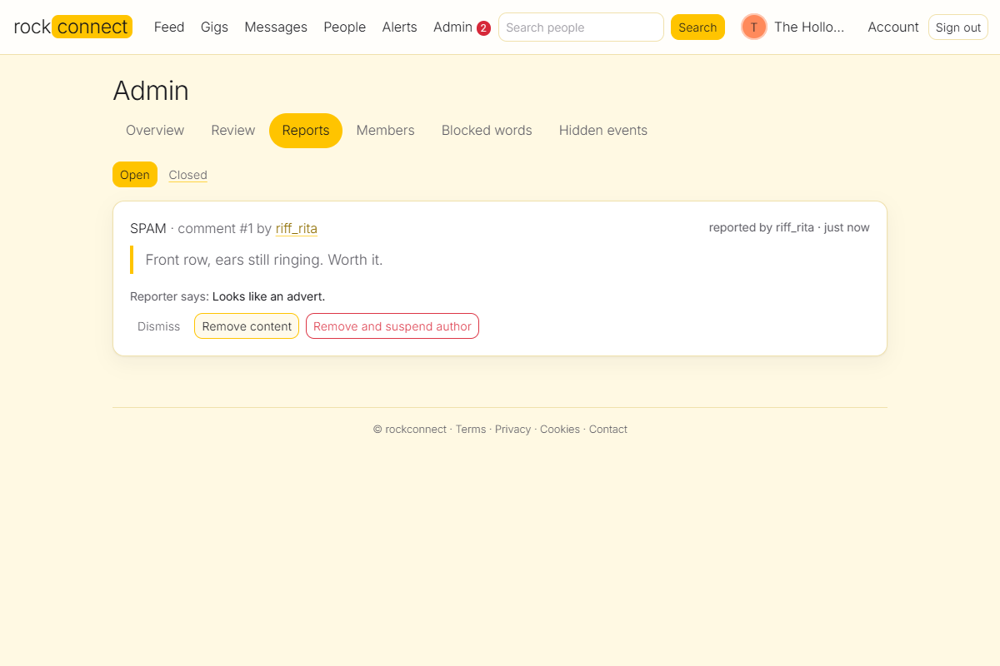 rock connect Feed Gigs Messages People Alerts Admin 2 Search people Search T The Hollo... Account Sign out
Admin
Overview Review Reports Members Blocked words Hidden events
Open Closed
SPAM · comment #1 by riff_rita reported by riff_rita · just now
Front row, ears still ringing. Worth it.
Reporter says: Looks like an advert.
Dismiss Remove content Remove and suspend author
© rockconnect · Terms · Privacy · Cookies · Contact